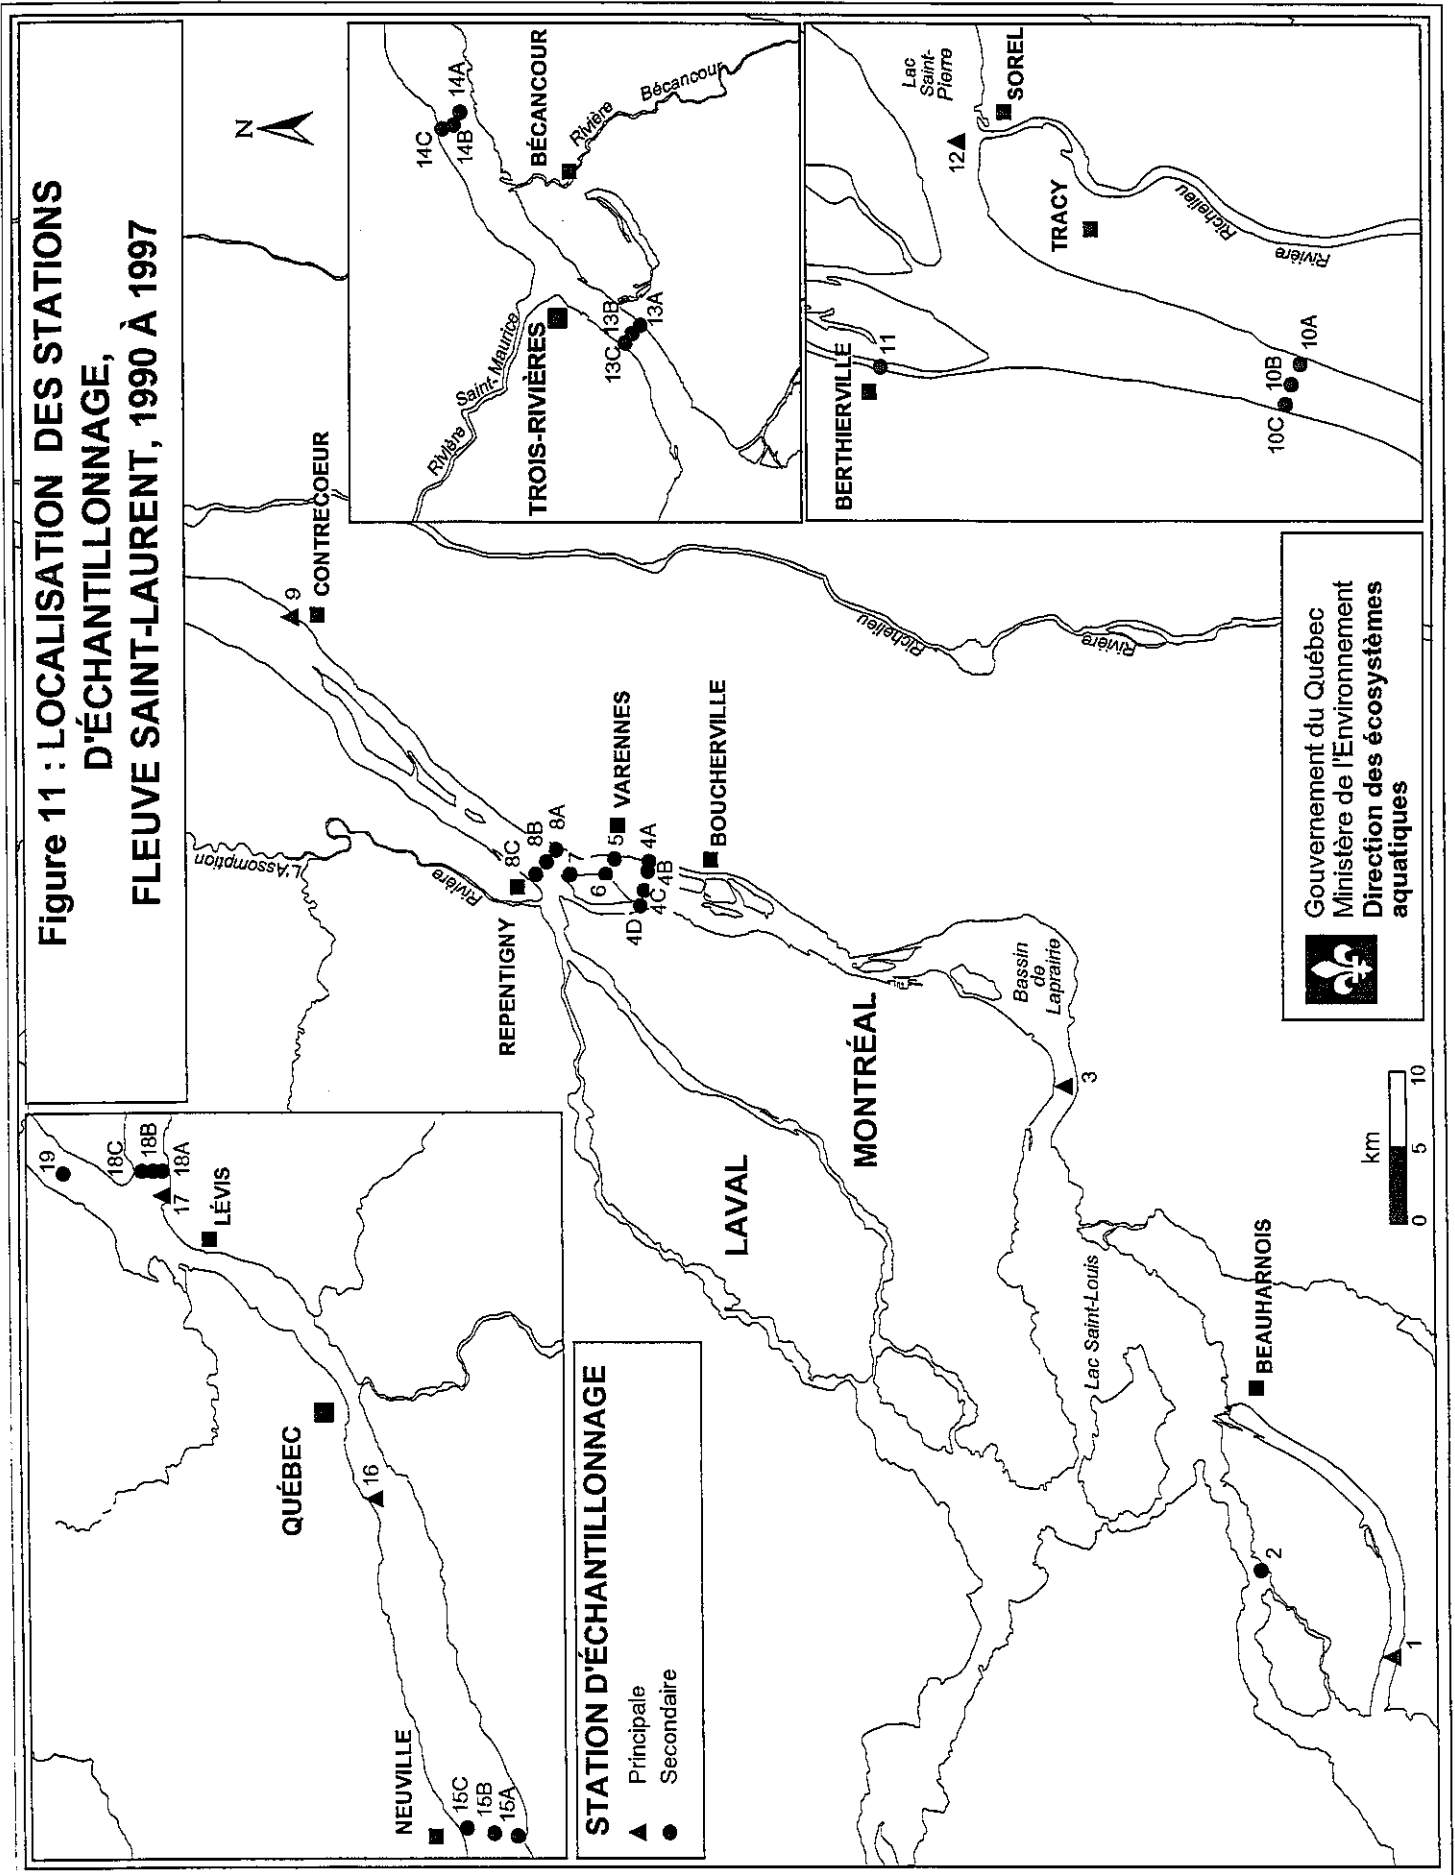 Figure 11 : LOCALISATION DES STATIONS
D'ÉCHANTILLONNAGE,
FLEUVE SAINT-LAURENT, 1990 À 1997
19
18C
18B
18A
17
LÉVIS
QUÉBEC
16
NEUVILLE
15C
15B
15A
STATION D'ÉCHANTILLONNAGE
Principale
Secondaire
N
14C
14B
14A
BÉCANCOUR
Rivière
Bécancour
Rivière
Saint-Maurice
TROIS-RIVIÈRES
13C
13B
13A
Lac
Saint-
Pierre
SOREL
12
TRACY
Rivière
Richelieu
BERTHIERVILLE
11
10C
10B
10A
9
CONTRECOEUR
Rivière
L'Assomption
REPENTIGNY
8C
8B
8A
7
6
5
VARENNES
4D
4C
4B
4A
BOUCHERVILLE
Rivière
Richelieu
LAVAL
MONTRÉAL
Bassin
de
Laprairie
3
Lac Saint-Louis
BEAUHARNOIS
2
1
km
0
5
10
Gouvernement du Québec
Ministère de l'Environnement
Direction des écosystèmes
aquatiques